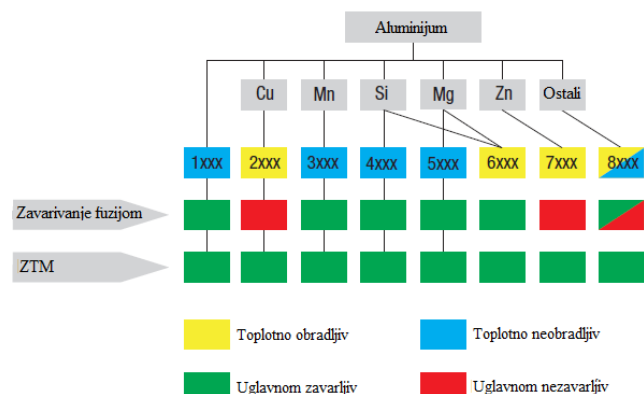 Aluminijum
Cu Mn Si Mg Zn Ostali
1xxx 2xxx 3xxx 4xxx 5xxx 6xxx 7xxx 8xxx
Zavarivanje fuzijom
ZTM
Toplotno obradljiv Toplotno neobradljiv
Uglavnom zavarljiv Uglavnom nezavarljiv